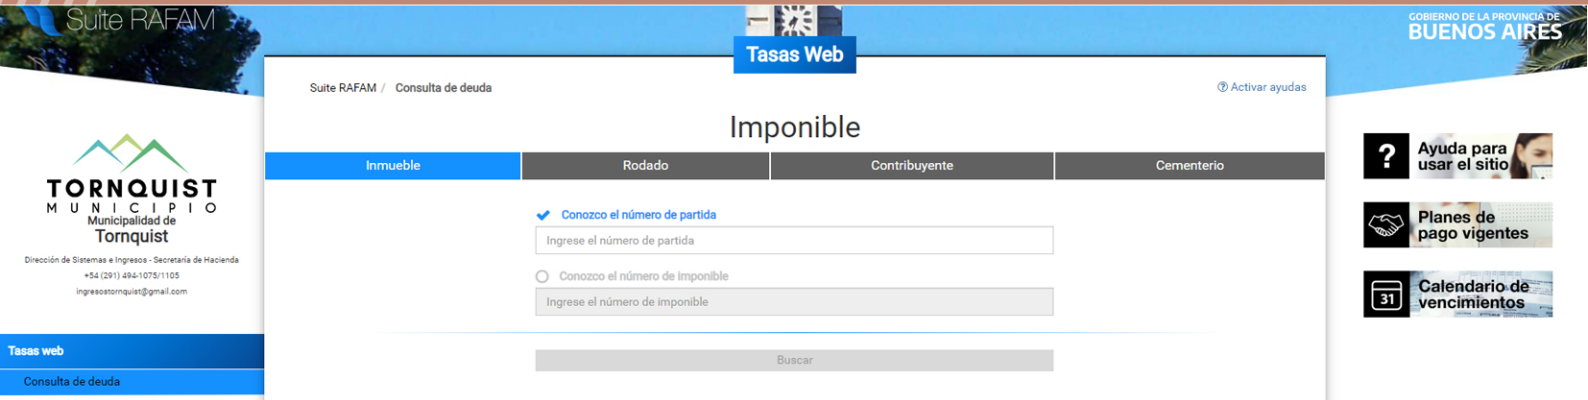 Suite RAFAM
GOBIERNO DE LA PROVINCIA DE
BUENOS AIRES
Tasas Web
Suite RAFAM / Consulta de deuda
Activar ayudas
Imponible
Inmueble
Rodado
Contribuyente
Cementerio
TORNQUIST
MUNICIPIO
Municipalidad de
Tornquist
Dirección de Sistemas e Ingresos - Secretaría de Hacienda
+54 (291) 494-1075/1105
ingresostornquist@gmail.com
Tasas web
Consulta de deuda
Conozco el número de partida
Ingrese el número de partida
Conozco el número de imponible
Ingrese el número de imponible
Buscar
?
Ayuda para
usar el sitio
Planes de
pago vigentes
31
Calendario de
vencimientos